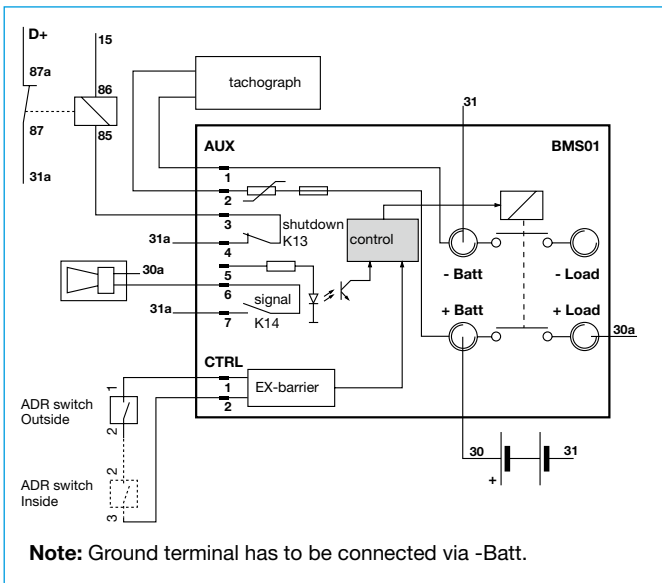 D+
15
87a
86
87
85
31a
tachograph
31
AUX
BMS01
1
2
3
shutdown
K13
31a
4
control
5
30a
6
signal
31a
7
K14
- Batt
- Load
+ Batt
+ Load
30a
CTRL
1
EX-barrier
2
ADR switch
Outside
1
2
ADR switch
Inside
2
3
30
31
+
Note: Ground terminal has to be connected via -Batt.